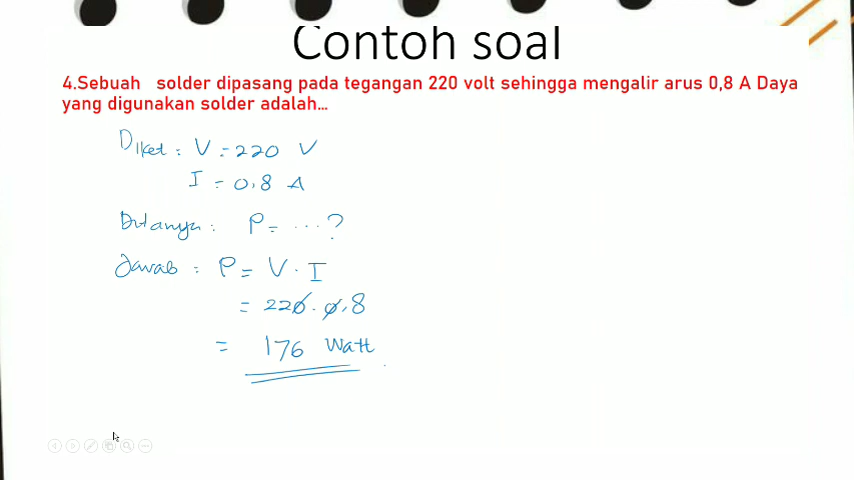 Contoh soal
4.Sebuah solder dipasang pada tegangan 220 volt sehingga mengalir arus 0,8 A Daya
yang digunakan solder adalah...
Diket : V = 220 V
I = 0,8 A
Ditanya : P = ...?
Jawab : P = V . I
= 220 . 0,8
= 176 Watt